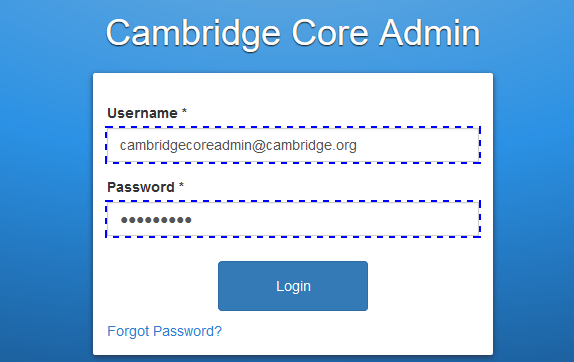 Cambridge Core Admin
Username *
cambridgecoreadmin@cambridge.org
Password *
●●●●●●●●●
Login
Forgot Password?